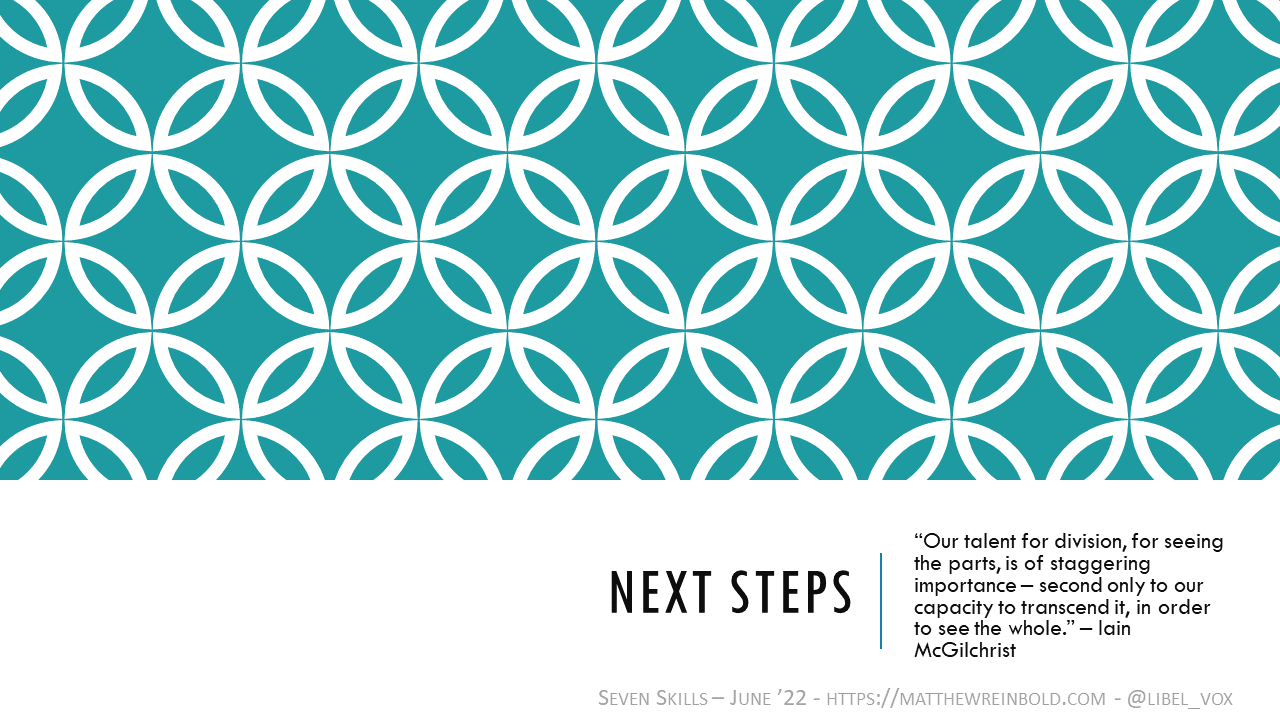 NEXT STEPS
“Our talent for division, for seeing
the parts, is of staggering
importance – second only to our
capacity to transcend it, in order
to see the whole.” – Iain
McGilchrist
Seven Skills – June ’22 - https://matthewreinbold.com - @libel_vox